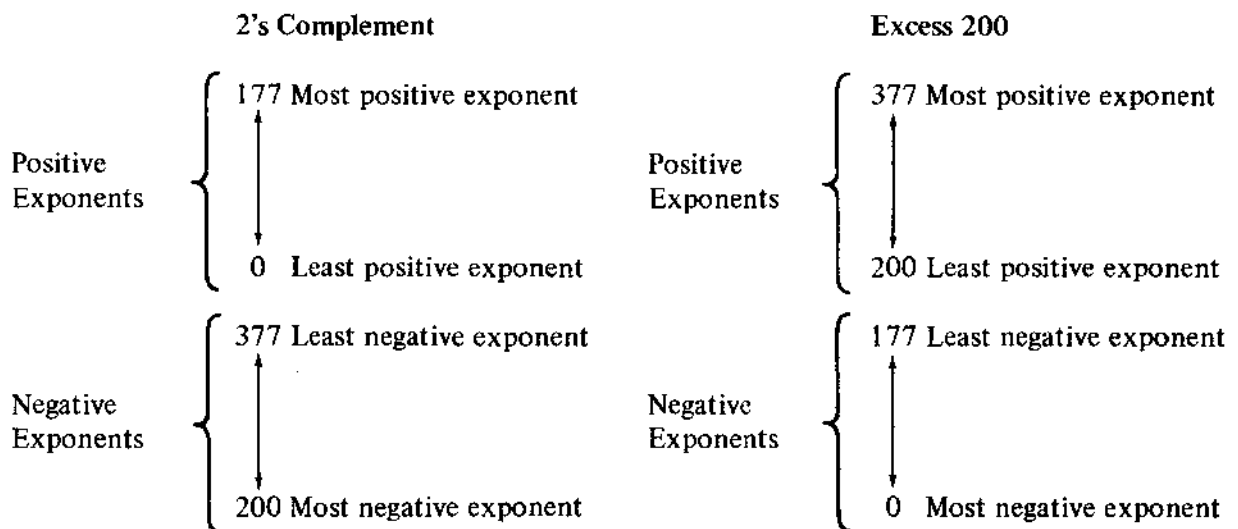 2's Complement Excess 200
177 Most positive exponent 377 Most positive exponent
Positive Exponents Positive Exponents
0 Least positive exponent 200 Least positive exponent
377 Least negative exponent 177 Least negative exponent
Negative Exponents Negative Exponents
200 Most negative exponent 0 Most negative exponent